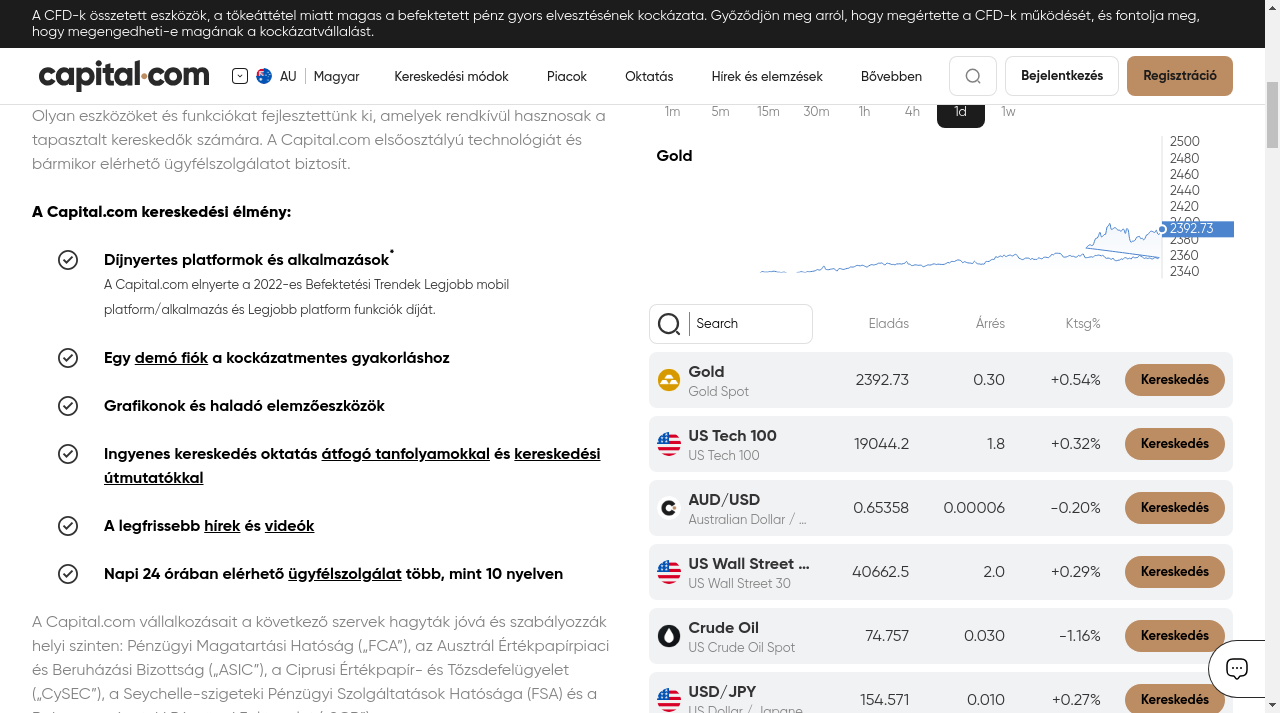 A CFD-k összetett eszközök, a tőkeáttétel miatt magas a befektetett pénz gyors elvesztésének kockázata. Győződjön meg arról, hogy megértette a CFD-k működését, és fontolja meg,
hogy megengedheti-e magának a kockázatvállalást.
capital.com
AU
Magyar
Kereskedési módok
Piacok
Oktatás
Hírek és elemzések
Bővebben
Bejelentkezés
Regisztráció
Olyan eszközöket és funkciókat fejlesztettünk ki, amelyek rendkívül hasznosak a
tapasztalt kereskedők számára. A Capital.com elsőosztályú technológiát és
bármikor elérhető ügyfélszolgálatot biztosít.
A Capital.com kereskedési élmény:
Díjnyertes platformok és alkalmazások*
A Capital.com elnyerte a 2022-es Befektetési Trendek Legjobb mobil
platform/alkalmazás és Legjobb platform funkciók díját.
Egy demó fiók a kockázatmentes gyakorláshoz
Grafikonok és haladó elemzőeszközök
Ingyenes kereskedés oktatás átfogó tanfolyamokkal és kereskedési
útmutatókkal
A legfrissebb hírek és videók
Napi 24 órában elérhető ügyfélszolgálat több, mint 10 nyelven
A Capital.com vállalkozásait a következő szervek hagyták jóvá és szabályozzák
helyi szinten: Pénzügyi Magatartási Hatóság („FCA”), az Ausztrál Értékpapírpiaci
és Beruházási Bizottság („ASIC”), a Ciprusi Értékpapír- és Tőzsdefelügyelet
(„CySEC”), a Seychelle-szigeteki Pénzügyi Szolgáltatások Hatósága (FSA) és a
1m 5m 15m 30m 1h 4h 1d 1w
Gold
2500
2480
2460
2440
2420
2400
2392.73
2380
2360
2340
Search
Eladás Árrés Ktsg%
Gold
Gold Spot
2392.73 0.30 +0.54% Kereskedés
US Tech 100
US Tech 100
19044.2 1.8 +0.32% Kereskedés
AUD/USD
Australian Dollar / ...
0.65358 0.00006 -0.20% Kereskedés
US Wall Street ...
US Wall Street 30
40662.5 2.0 +0.29% Kereskedés
Crude Oil
US Crude Oil Spot
74.757 0.030 -1.16% Kereskedés
USD/JPY
US Dollar / Japane
154.571 0.010 +0.27% Kereskedés